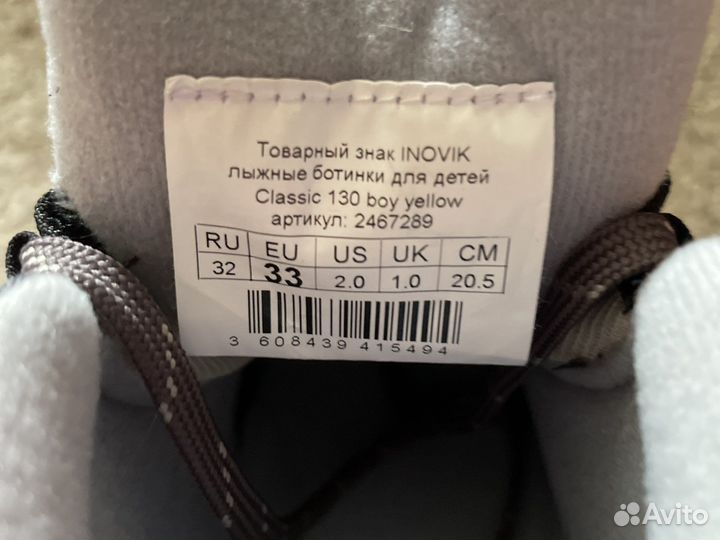 Товарный знак INOVIK
лыжные ботинки для детей
Classic 130 boy yellow
артикул: 2467289
RU EU US UK CM
32 33 2.0 1.0 20.5
3 608439 415494
Avito